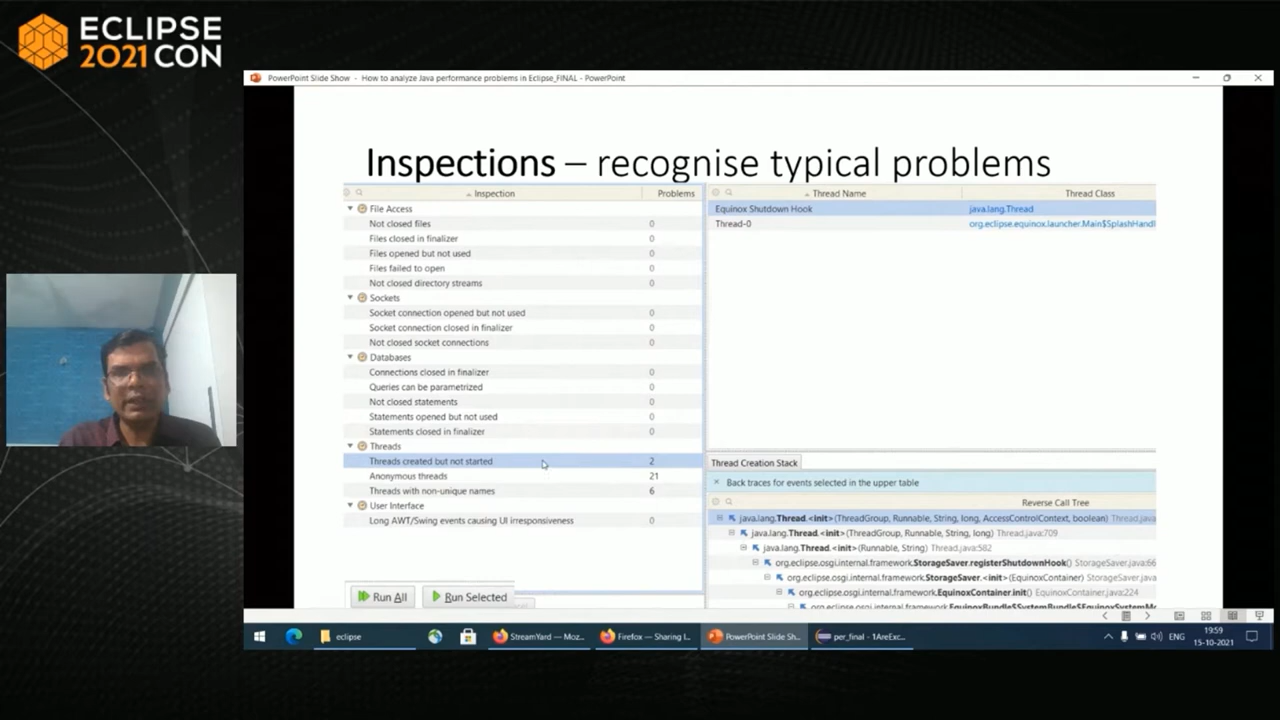 ECLIPSE
2021 CON
PowerPoint Slide Show - How to analyze Java performance problems in Eclipse_FINAL - PowerPoint
Inspections – recognise typical problems
Inspection Problems
File Access
Not closed files 0
Files closed in finalizer 0
Files opened but not used 0
Files failed to open 0
Not closed directory streams 0
Sockets
Socket connection opened but not used 0
Socket connection closed in finalizer 0
Not closed socket connections 0
Databases
Connections closed in finalizer 0
Queries can be parametrized 0
Not closed statements 0
Statements opened but not used 0
Statements closed in finalizer 0
Threads
Threads created but not started 2
Anonymous threads 21
Threads with non-unique names 6
User Interface
Long AWT/Swing events causing UI irresponsiveness 0
Run All Run Selected
Thread Name Thread Class
Equinox Shutdown Hook java.lang.Thread
Thread-0 org.eclipse.equinox.launcher.Main$SplashHandl
Thread Creation Stack
Back traces for events selected in the upper table
Reverse Call Tree
java.lang.Thread.<init>(ThreadGroup, Runnable, String, long, AccessControlContext, boolean) Thread.java
java.lang.Thread.<init>(ThreadGroup, Runnable, String, long) Thread.java:709
java.lang.Thread.<init>(Runnable, String) Thread.java:582
org.eclipse.osgi.internal.framework.StorageSaver.registerShutdownHook() StorageSaver.java:66
org.eclipse.osgi.internal.framework.StorageSaver.<init>(EquinoxContainer) StorageSaver.java
org.eclipse.osgi.internal.framework.EquinoxContainer.init() EquinoxContainer.java:224
org.eclipse.osgi.internal.framework.EquinoxBundle$SystemBundle$EquinoxSystemMo
eclipse
StreamYard — Moz...
Firefox — Sharing I...
PowerPoint Slide Sh...
per_final - 1AreExc...
ENG
19:59
15-10-2021